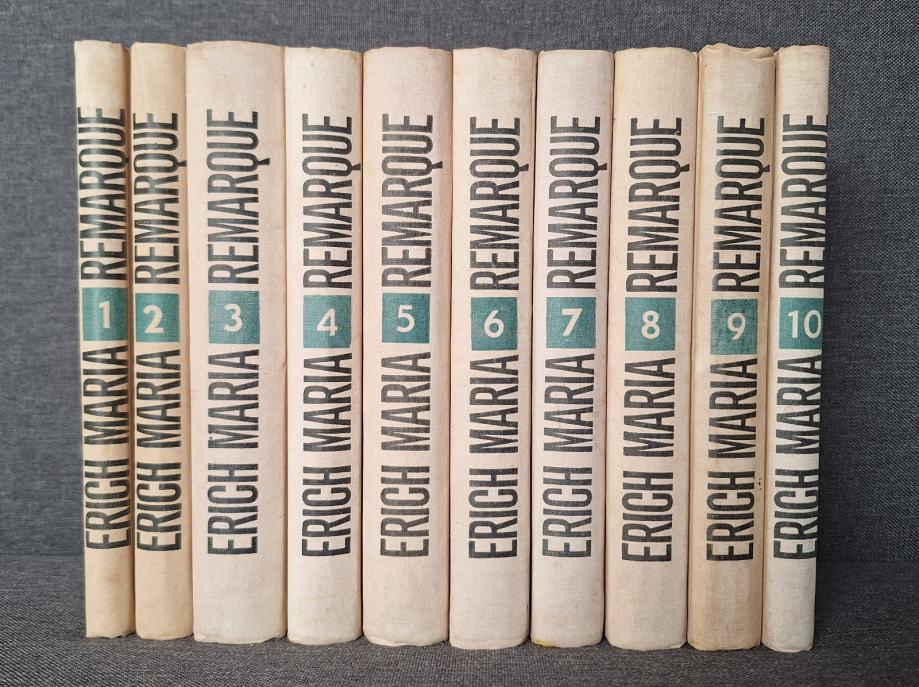 ERICH MARIA 1 REMARQUE
ERICH MARIA 2 REMARQUE
ERICH MARIA 3 REMARQUE
ERICH MARIA 4 REMARQUE
ERICH MARIA 5 REMARQUE
ERICH MARIA 6 REMARQUE
ERICH MARIA 7 REMARQUE
ERICH MARIA 8 REMARQUE
ERICH MARIA 9 REMARQUE
ERICH MARIA 10 REMARQUE